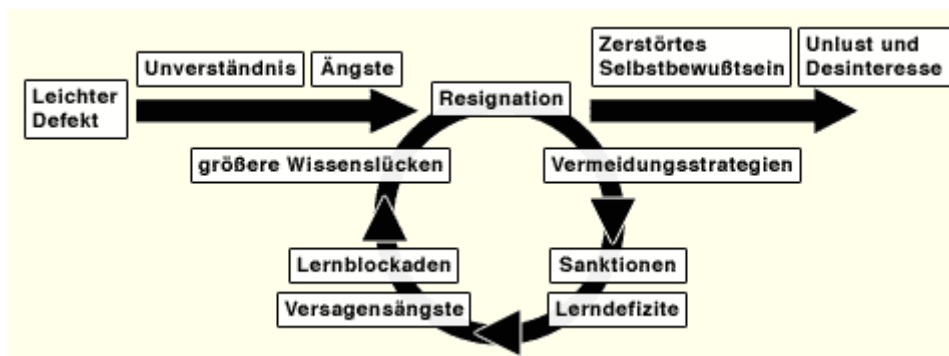 Zerstörtes
Selbstbewußtsein
Unlust und
Desinteresse
Unverständnis
Ängste
Leichter
Defekt
Resignation
größere Wissenslücken
Vermeidungsstrategien
Lernblockaden
Sanktionen
Versagensängste
Lerndefizite